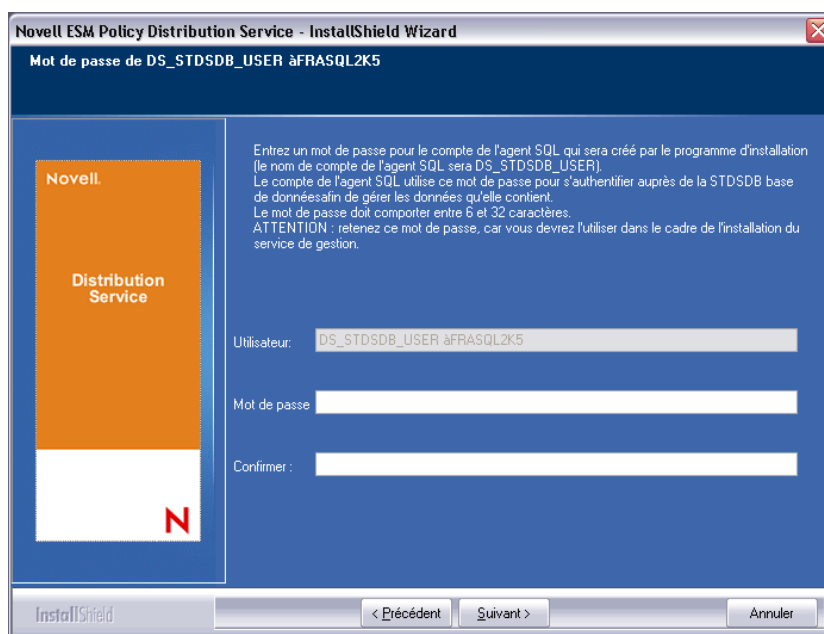 Novell ESM Policy Distribution Service - InstallShield Wizard
Mot de passe de DS_STDSDB_USER àFRASQL2K5
Entrez un mot de passe pour le compte de l'agent SQL qui sera créé par le programme d'installation
(le nom de compte de l'agent SQL sera DS_STDSDB_USER).
Le compte de l'agent SQL utilise ce mot de passe pour s'authentifier auprès de la STDSDB base
de donnéesafin de gérer les données qu'elle contient.
Le mot de passe doit comporter entre 6 et 32 caractères.
ATTENTION : retenez ce mot de passe, car vous devrez l'utiliser dans le cadre de l'installation du
service de gestion.
Novell.
Distribution
Service
N
Utilisateur:
DS_STDSDB_USER àFRASQL2K5
Mot de passe
Confirmer :
InstallShield
< Précédent
Suivant >
Annuler